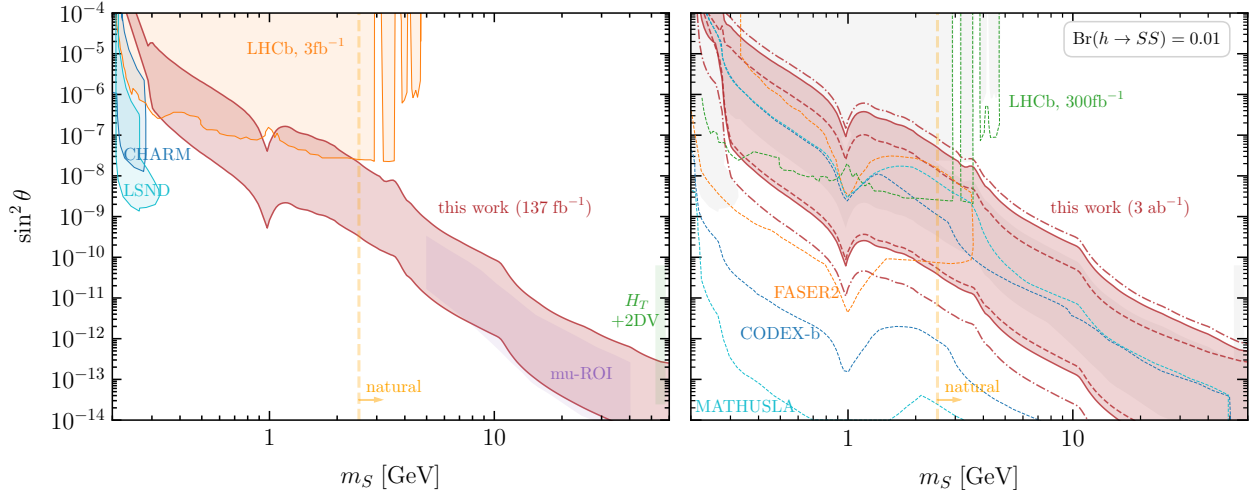 10⁻⁴
10⁻⁵
10⁻⁶
10⁻⁷
10⁻⁸
10⁻⁹
10⁻¹⁰
10⁻¹¹
10⁻¹²
10⁻¹³
10⁻¹⁴
sin² θ
LHCb, 3fb⁻¹
CHARM
LSND
this work (137 fb⁻¹)
H_T
+2DV
mu-ROI
natural
1
10
m_S [GeV]
Br(h → SS) = 0.01
LHCb, 300fb⁻¹
this work (3 ab⁻¹)
FASER2
CODEX-b
MATHUSLA
natural
1
10
m_S [GeV]